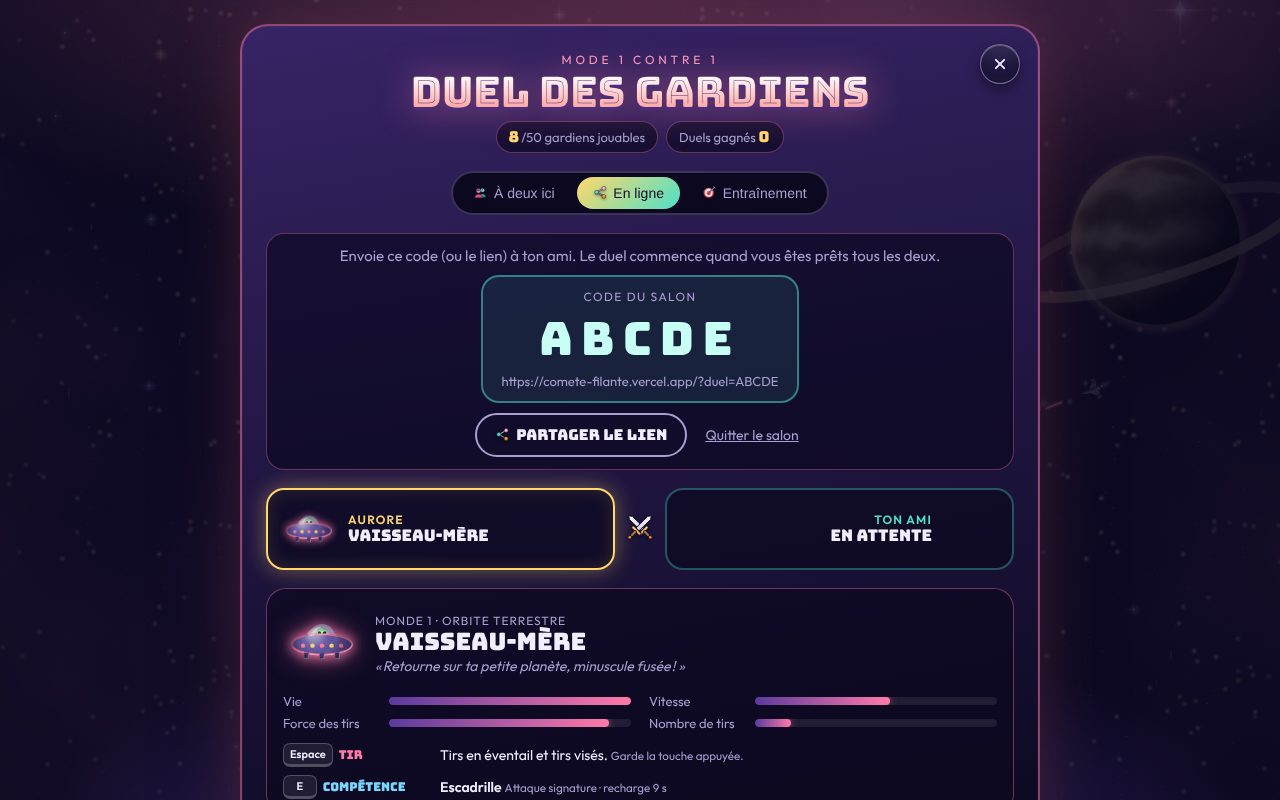 MODE 1 CONTRE 1
DUEL DES GARDIENS
8/50 gardiens jouables
Duels gagnés 0
À deux ici
En ligne
Entraînement
Envoie ce code (ou le lien) à ton ami. Le duel commence quand vous êtes prêts tous les deux.
CODE DU SALON
ABCDE
https://comete-filante.vercel.app/?duel=ABCDE
PARTAGER LE LIEN
Quitter le salon
AURORE
VAISSEAU-MÈRE
TON AMI
EN ATTENTE
MONDE 1 · ORBITE TERRESTRE
VAISSEAU-MÈRE
« Retourne sur ta petite planète, minuscule fusée ! »
Vie
Vitesse
Force des tirs
Nombre de tirs
Espace TIR
Tirs en éventail et tirs visés. Garde la touche appuyée.
E COMPÉTENCE
Escadrille Attaque signature · recharge 9 s